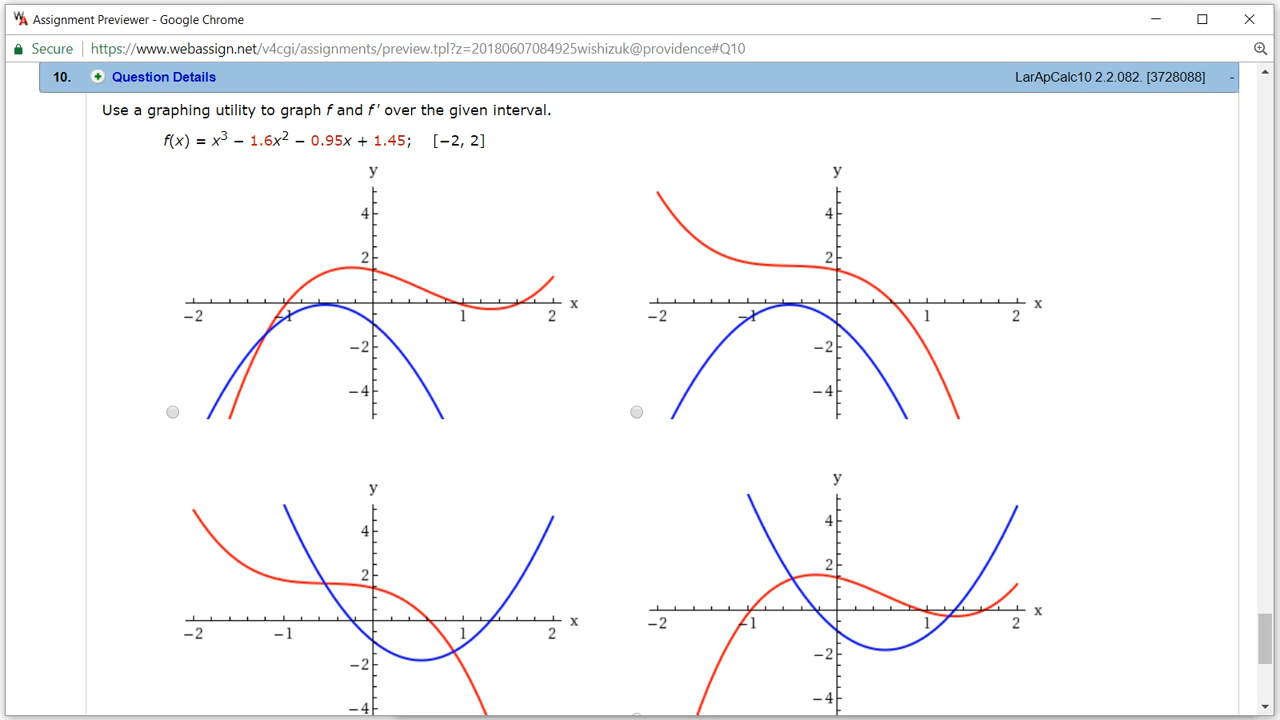 Assignment Previewer - Google Chrome
Secure https://www.webassign.net/v4cgi/assignments/preview.tpl?z=20180607084925wishizuk@providence#Q10
10. Question Details LarApCalc10 2.2.082. [3728088] -
Use a graphing utility to graph f and f' over the given interval.
f(x) = x³ − 1.6x² − 0.95x + 1.45; [−2, 2]
y y
4 4
2 2
−2 −1 1 2 x −2 −1 1 2 x
−2 −2
−4 −4
y y
4 4
2 2
−2 −1 1 2 x −2 −1 1 2 x
−2 −2
−4 −4